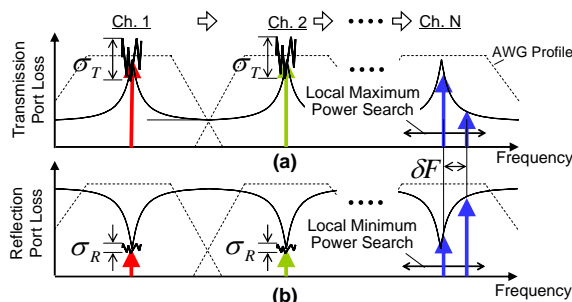 Ch. 1 Ch. 2 Ch. N
AWG Profile
σT σT
Transmission
Port Loss
Local Maximum
Power Search
(a)
Frequency
δF
Reflection
Port Loss
σR σR
Local Minimum
Power Search
(b)
Frequency